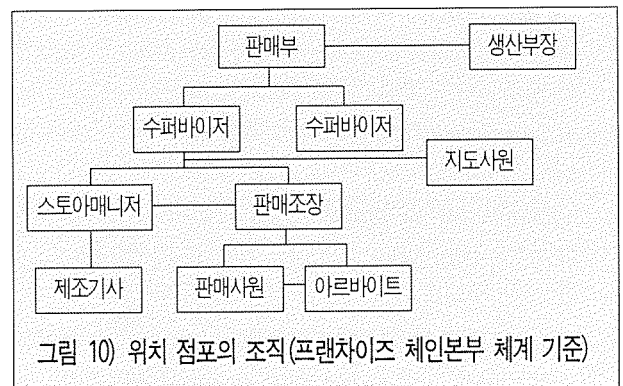 판매부
생산부장
수퍼바이저
수퍼바이저
지도사원
스토아매니저
판매조장
제조기사
판매사원
아르바이트
그림 10) 위치 점포의 조직(프랜차이즈 체인본부 체계 기준)